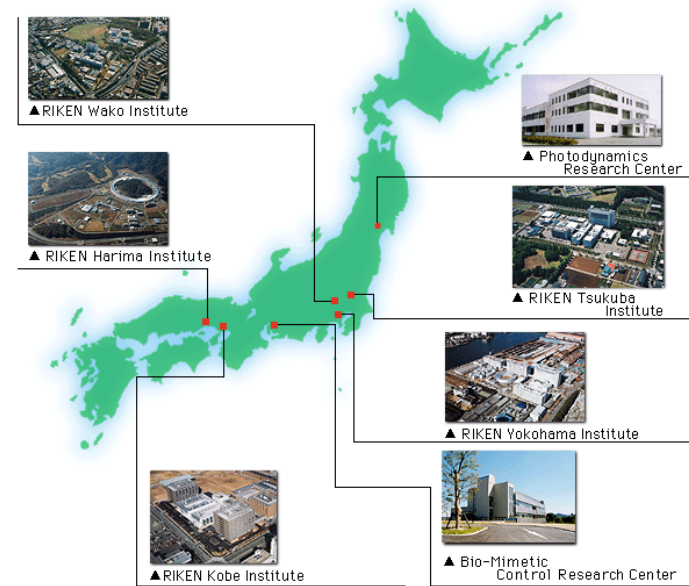 ▲RIKEN Wako Institute
▲ Photodynamics
Research Center
▲ RIKEN Harima Institute
▲ RIKEN Tsukuba
Institute
▲ RIKEN Yokohama Institute
▲RIKEN Kobe Institute
▲ Bio-Mimetic
Control Research Center